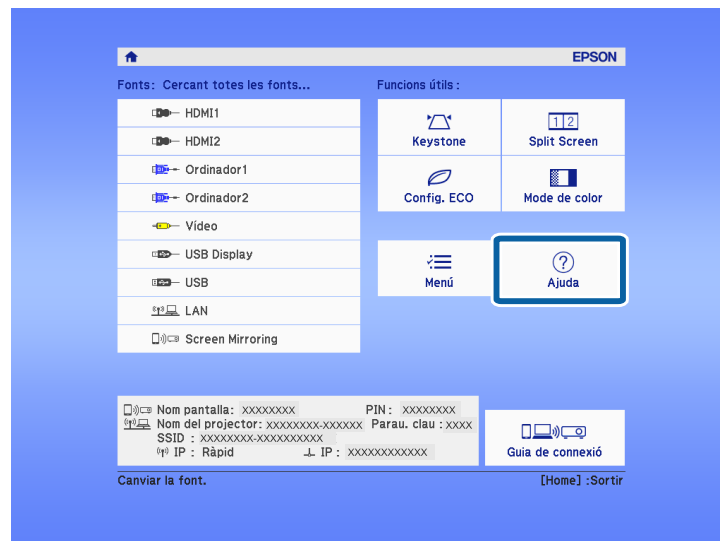 EPSON
Fonts: Cercant totes les fonts...
HDMI1
HDMI2
Ordinador1
Ordinador2
Vídeo
USB Display
USB
LAN
Screen Mirroring
Funcions útils :
Keystone
1 2
Split Screen
Config. ECO
Mode de color
Menú
?
Ajuda
Nom pantalla: XXXXXXXX PIN : XXXXXXXX
Nom del projector: XXXXXXXX-XXXXXX Parau. clau : XXXX
SSID : XXXXXXXX-XXXXXXXXXX
IP : Ràpid IP : XXXXXXXXXXXX
Guia de connexió
Canviar la font. [Home] :Sortir